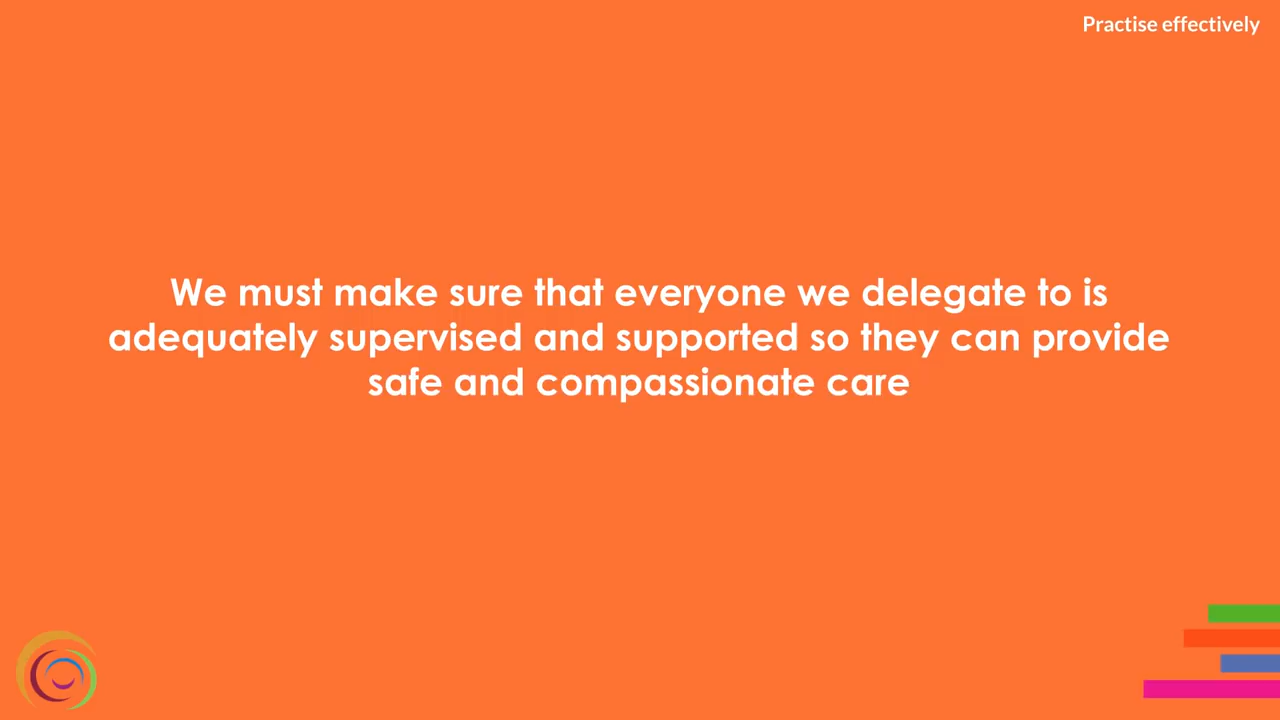 Practise effectively
We must make sure that everyone we delegate to is
adequately supervised and supported so they can provide
safe and compassionate care